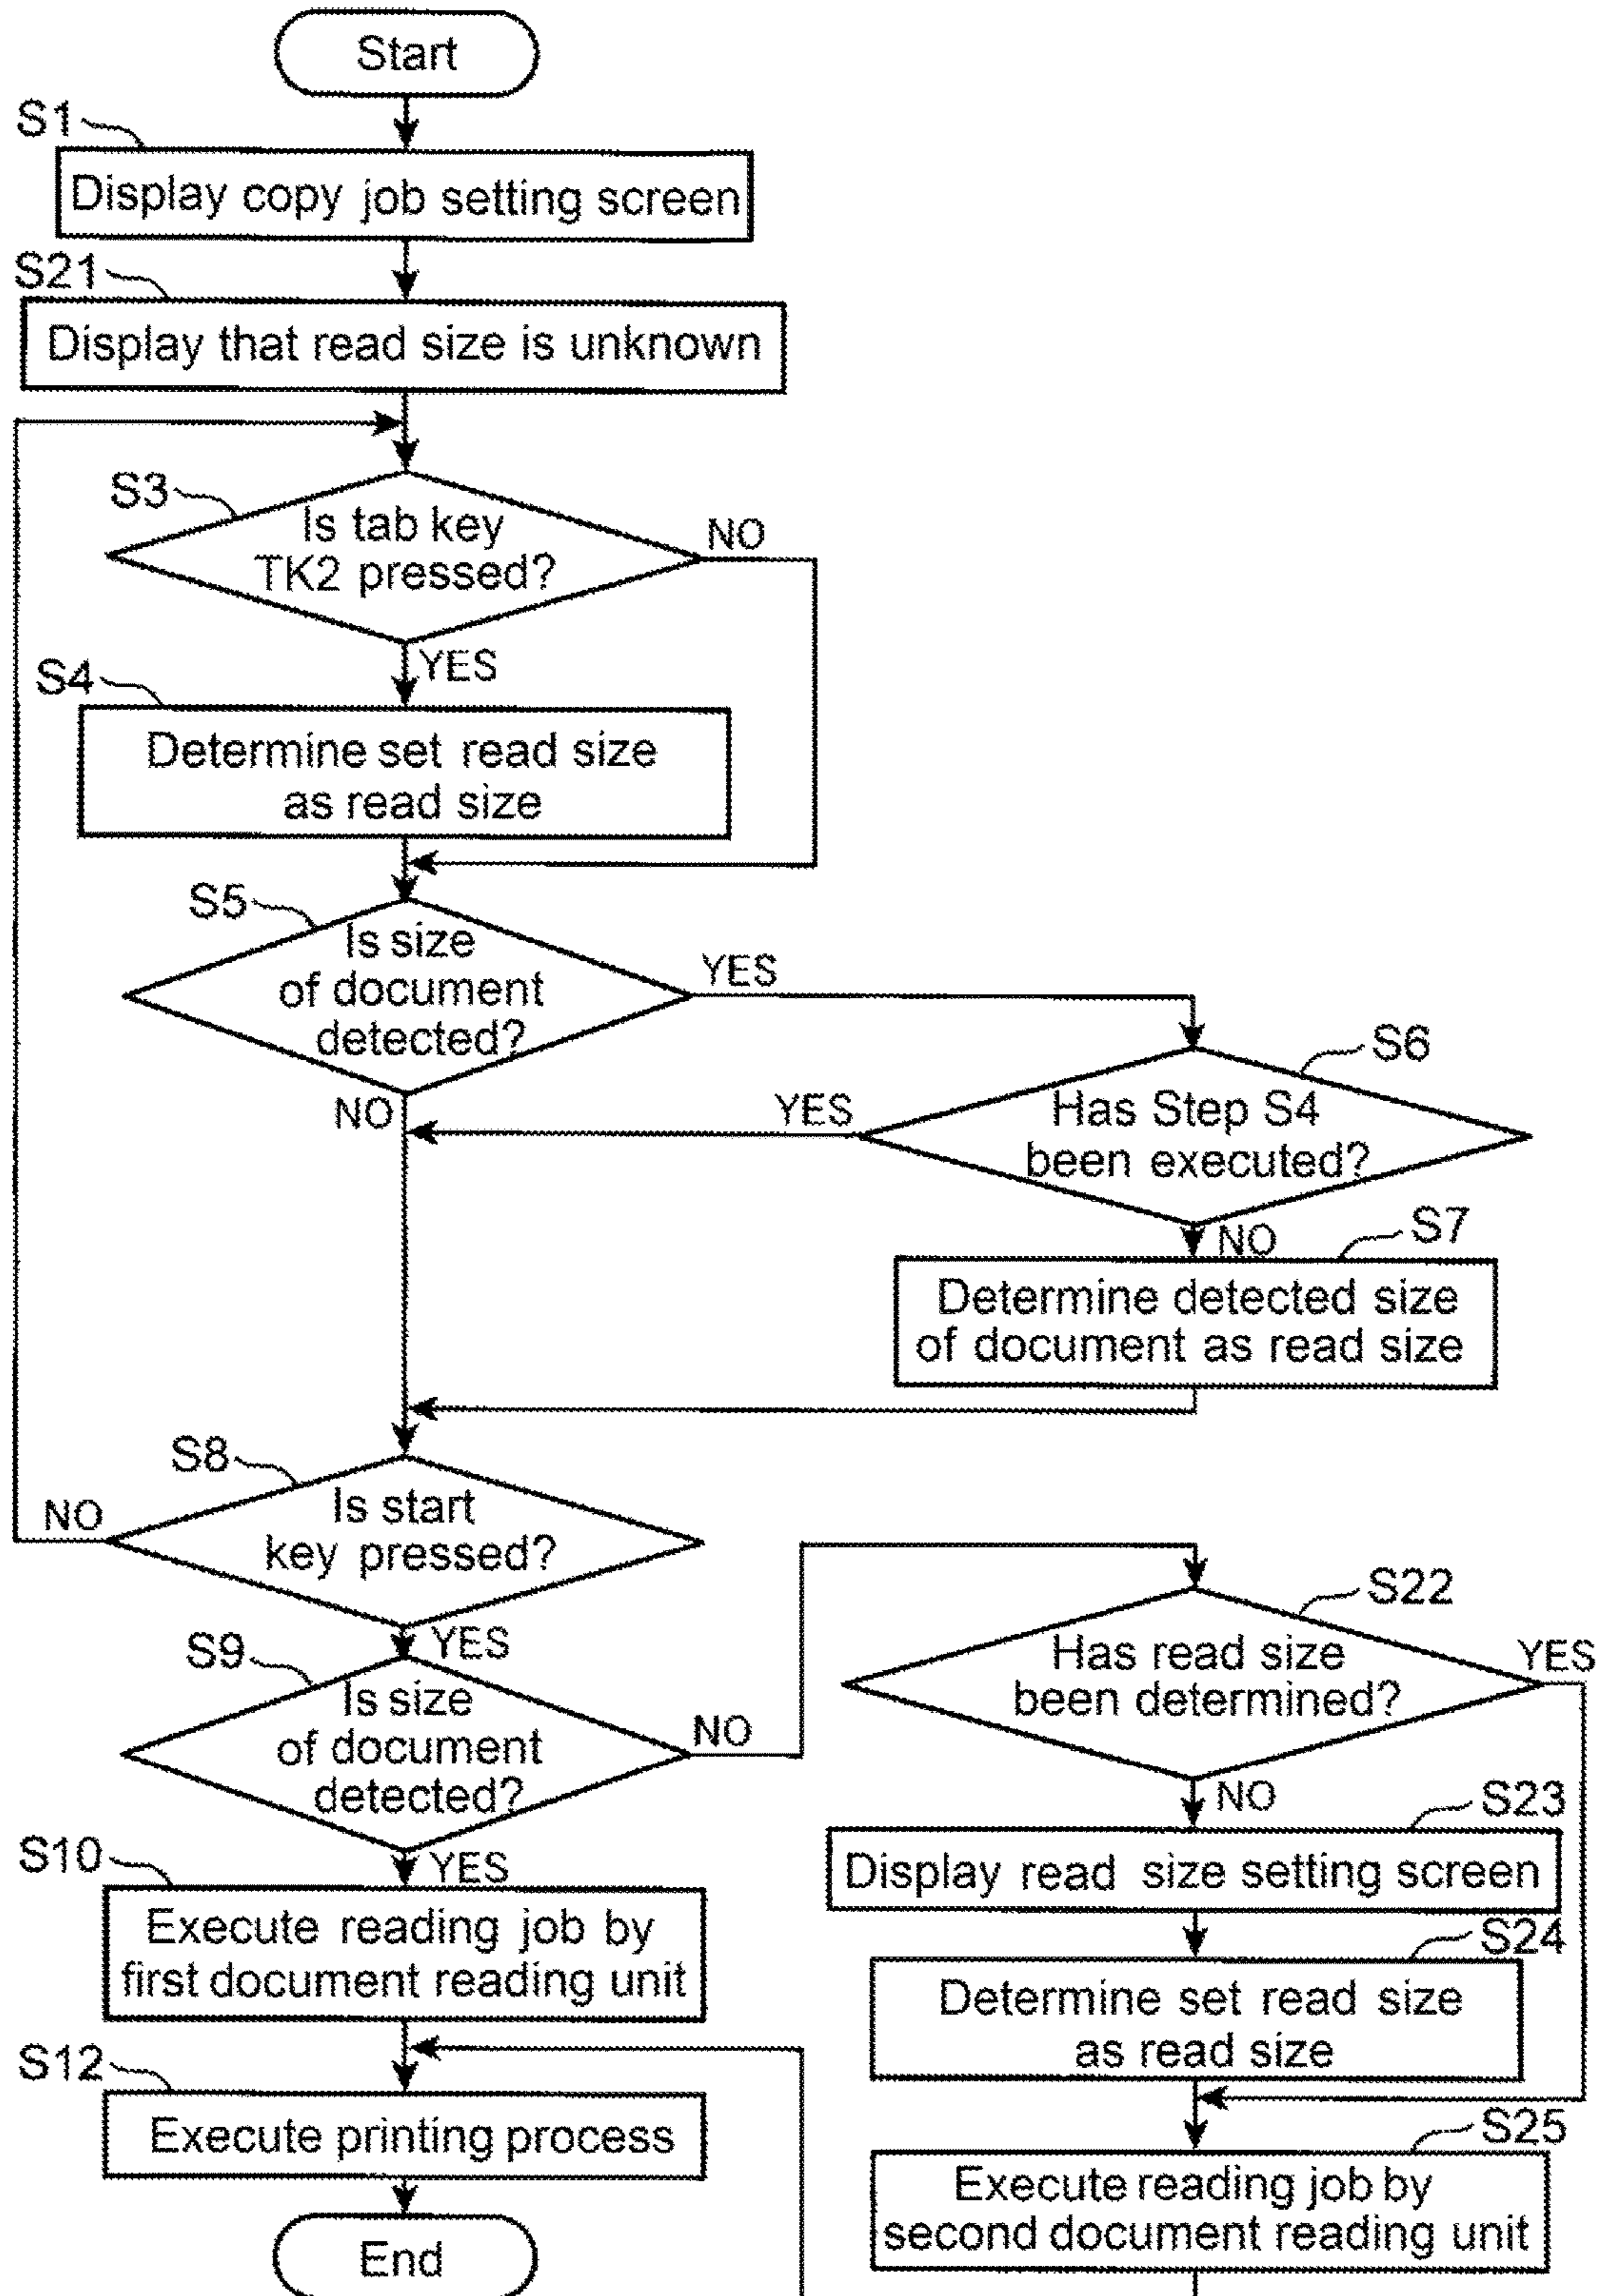 Start
S1
Display copy job setting screen
S21
Display that read size is unknown
S3
Is tab key
TK2 pressed?
NO
YES
S4
Determine set read size
as read size
S5
Is size
of document
detected?
YES
NO
S6
Has Step S4
been executed?
YES
NO
S7
Determine detected size
of document as read size
S8
Is start
key pressed?
NO
YES
S9
Is size
of document
detected?
NO
YES
S22
Has read size
been determined?
YES
NO
S23
Display read size setting screen
S10
Execute reading job by
first document reading unit
S24
Determine set read size
as read size
S12
Execute printing process
S25
Execute reading job by
second document reading unit
End